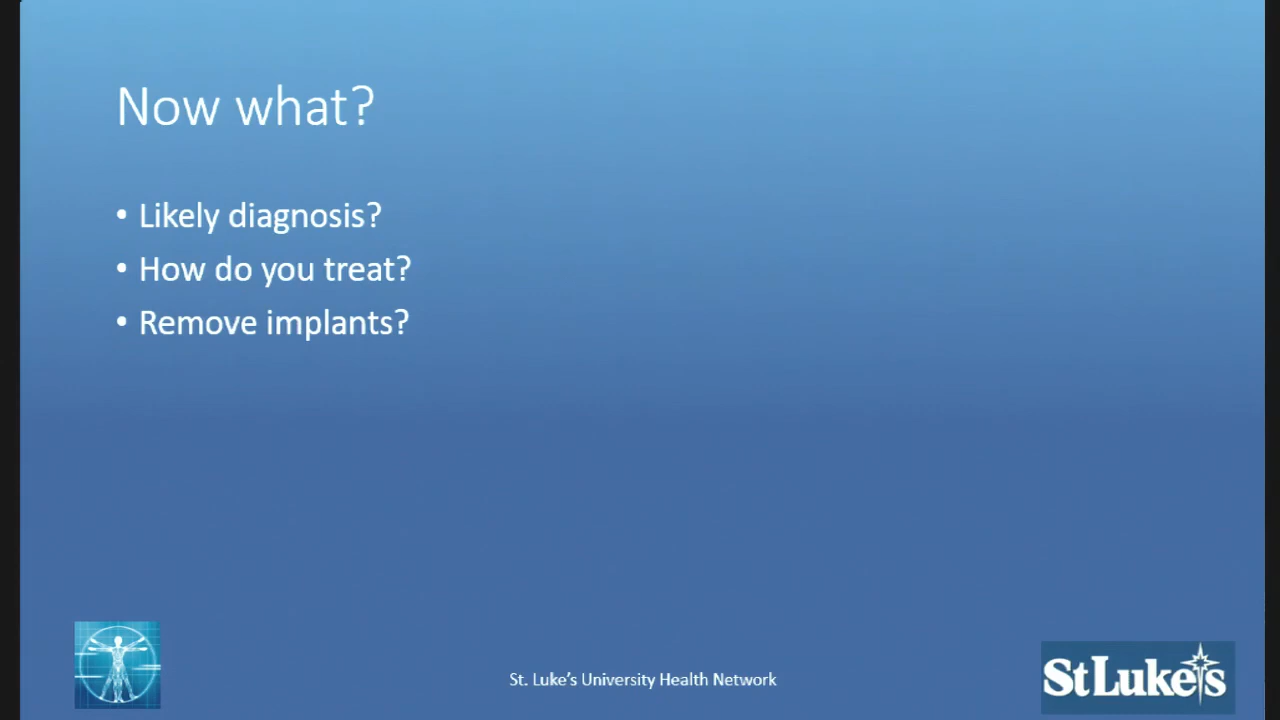 Now what?
• Likely diagnosis?
• How do you treat?
• Remove implants?
St. Luke's University Health Network
StLuke's